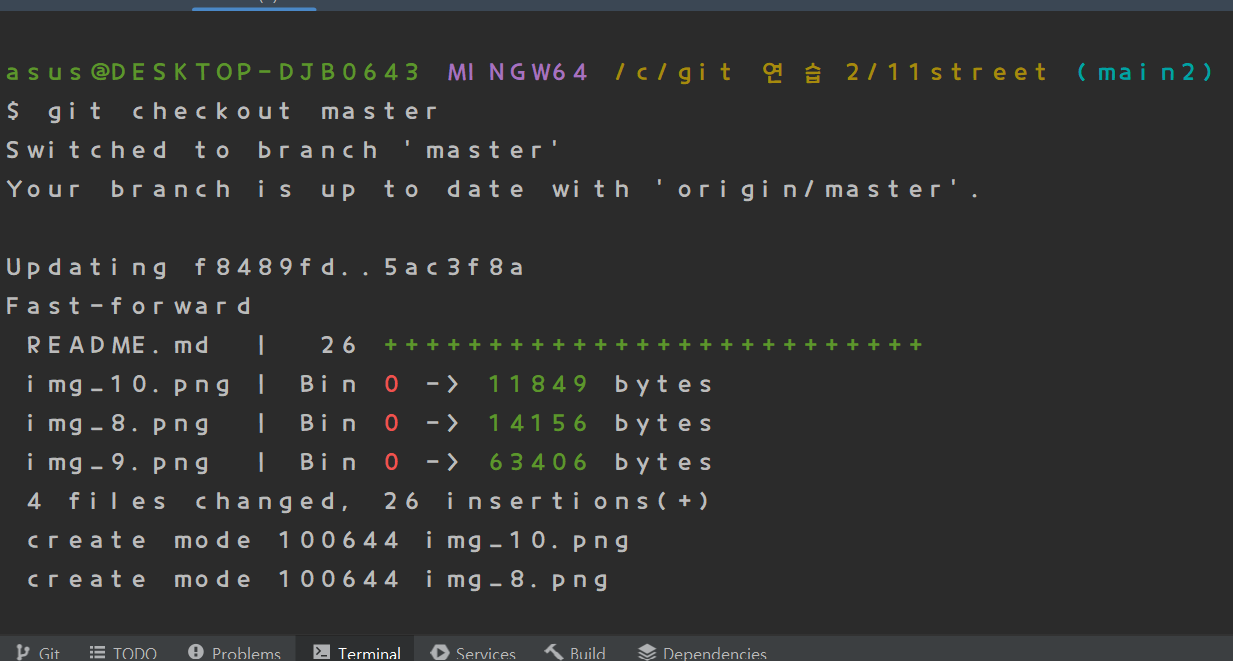 asus@DESKTOP-DJB0643 MINGW64 /c/git 연습2/11street (main2)
$ git checkout master
Switched to branch 'master'
Your branch is up to date with 'origin/master'.
Updating f8489fd..5ac3f8a
Fast-forward
README.md | 26 ++++++++++++++++++++++++++
img_10.png | Bin 0 -> 11849 bytes
img_8.png | Bin 0 -> 14156 bytes
img_9.png | Bin 0 -> 63406 bytes
4 files changed, 26 insertions(+)
create mode 100644 img_10.png
create mode 100644 img_8.png
Git TODO Problems Terminal Services Build Dependencies